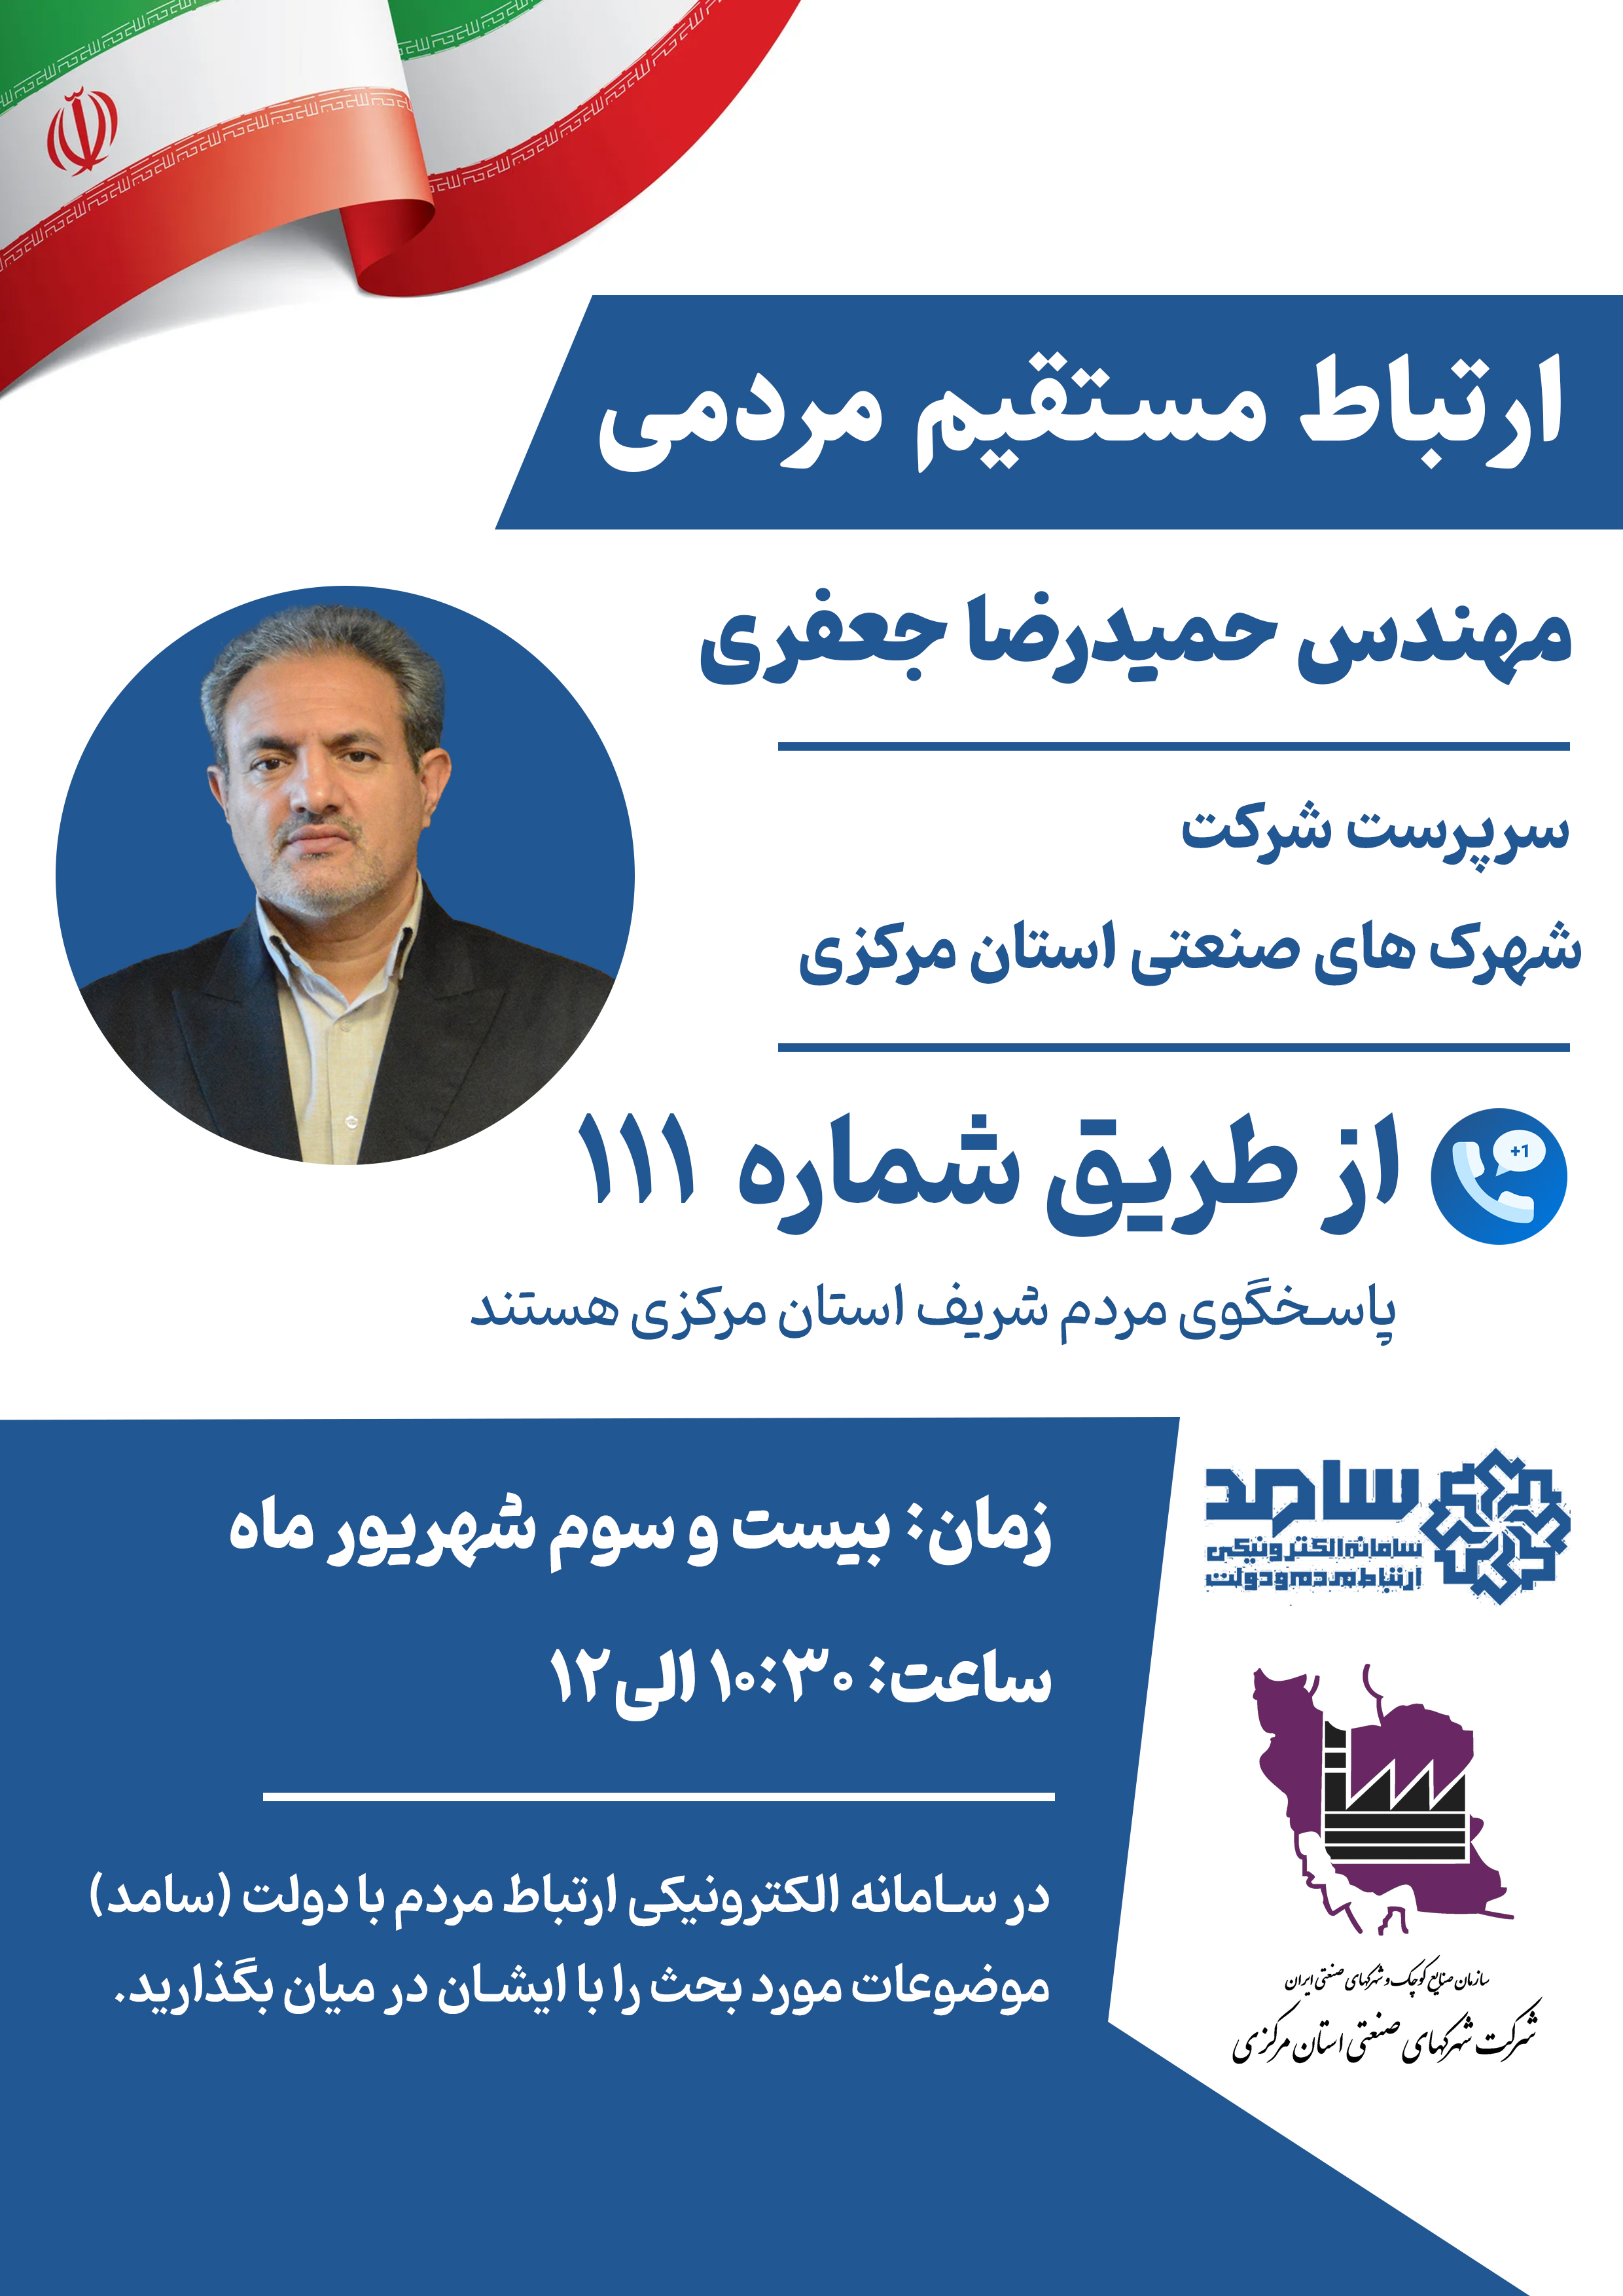 ارتباط مستقیم مردمی
مهندس حمیدرضا جعفری
سرپرست شرکت
شهرک های صنعتی استان مرکزی
+1
از طریق شماره ۱۱۱
پاسخگوی مردم شریف استان مرکزی هستند
زمان: بیست و سوم شهریور ماه
ساعت: ۱۰:۳۰ الی ۱۲
در سامانه الکترونیکی ارتباط مردم با دولت (سامد)
موضوعات مورد بحث را با ایشان در میان بگذارید.
سامد
سامانه الکترونیکی
ارتباط مردم و دولت
سازمان صنایع کوچک و شهرکهای صنعتی ایران
شرکت شهرکهای صنعتی استان مرکزی